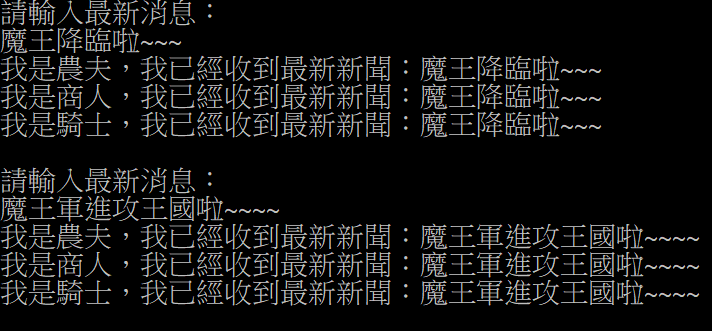 請輸入最新消息：
魔王降臨啦~~~
我是農夫，我已經收到最新新聞：魔王降臨啦~~~
我是商人，我已經收到最新新聞：魔王降臨啦~~~
我是騎士，我已經收到最新新聞：魔王降臨啦~~~
請輸入最新消息：
魔王軍進攻王國啦~~~~
我是農夫，我已經收到最新新聞：魔王軍進攻王國啦~~~~
我是商人，我已經收到最新新聞：魔王軍進攻王國啦~~~~
我是騎士，我已經收到最新新聞：魔王軍進攻王國啦~~~~